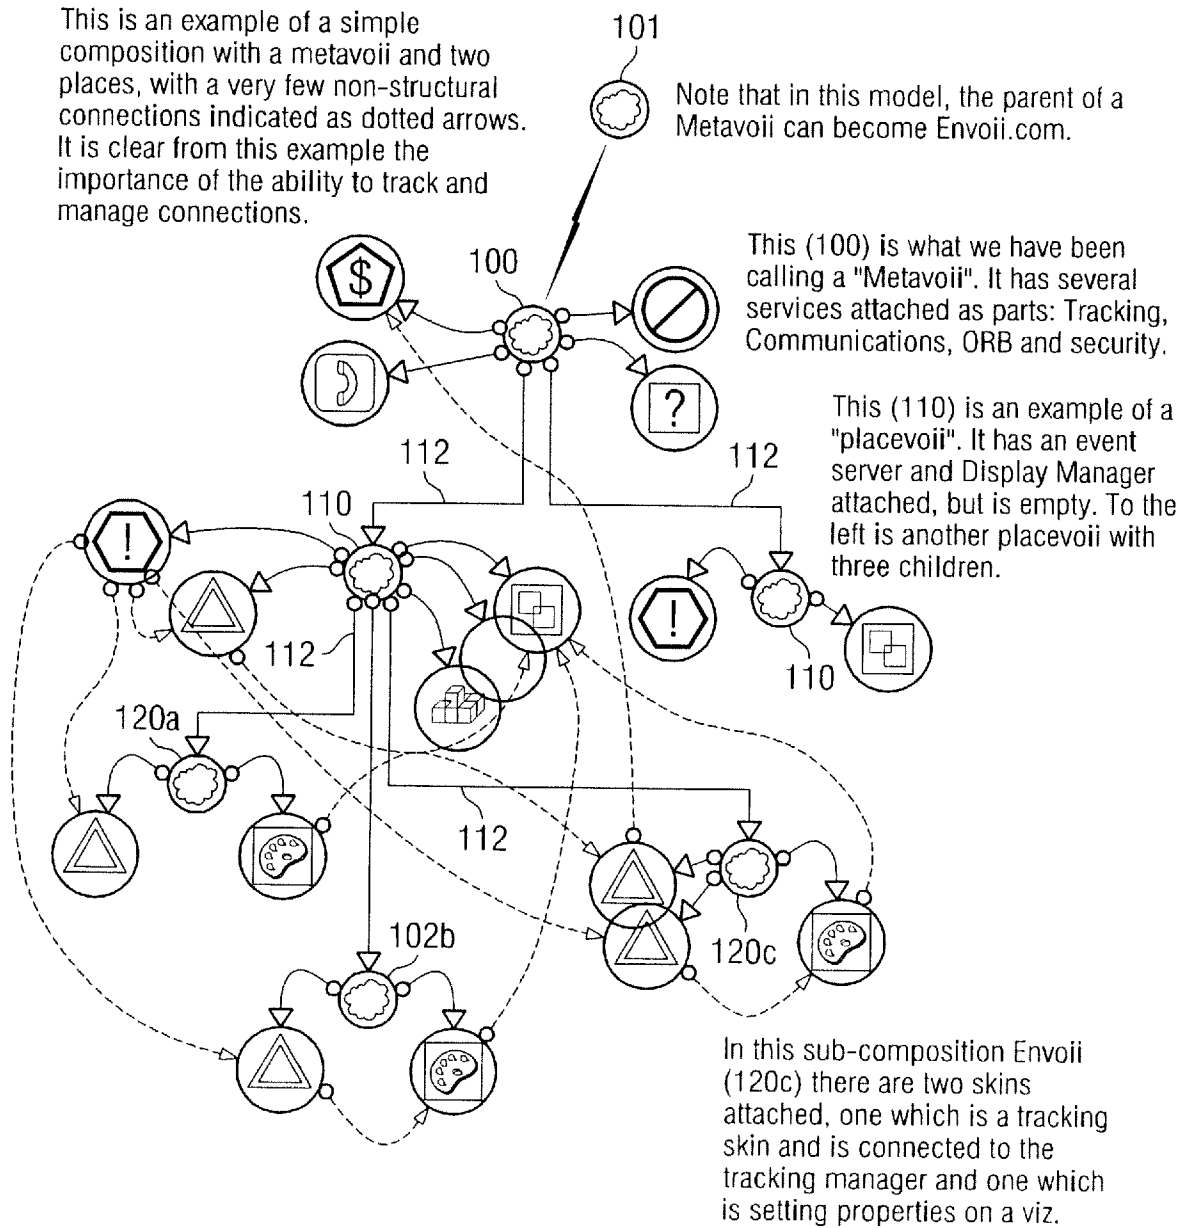 This is an example of a simple
composition with a metavoii and two
places, with a very few non-structural
connections indicated as dotted arrows.
It is clear from this example the
importance of the ability to track and
manage connections.
101
Note that in this model, the parent of a
Metavoii can become Envoii.com.
$
100
This (100) is what we have been
calling a "Metavoii". It has several
services attached as parts: Tracking,
Communications, ORB and security.
?
This (110) is an example of a
"placevoii". It has an event
server and Display Manager
attached, but is empty. To the
left is another placevoii with
three children.
112
112
110
!
!
110
112
120a
112
102b
120c
In this sub-composition Envoii
(120c) there are two skins
attached, one which is a tracking
skin and is connected to the
tracking manager and one which
is setting properties on a viz.